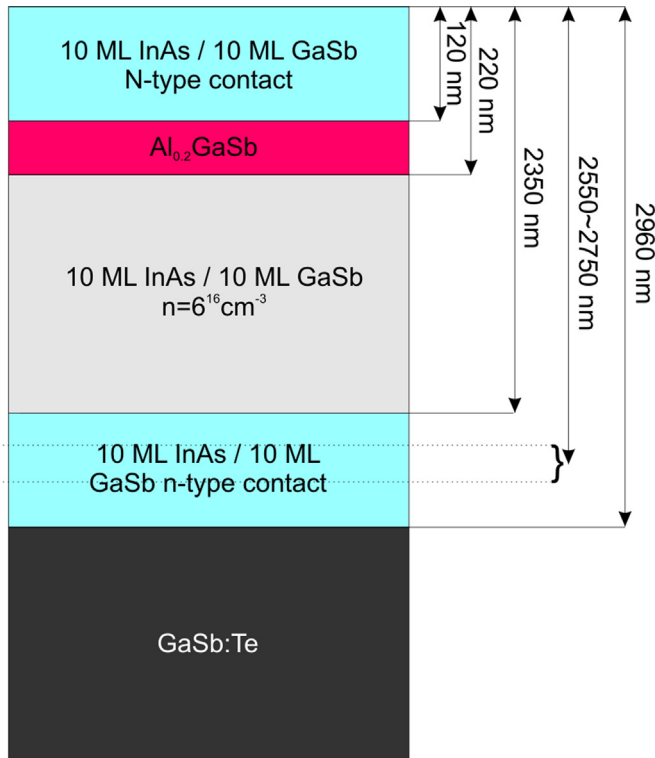 10 ML InAs / 10 ML GaSb
N-type contact
120 nm
220 nm
2350 nm
2550~2750 nm
2960 nm
Al₀.₂GaSb
10 ML InAs / 10 ML GaSb
n=6¹⁶cm⁻³
10 ML InAs / 10 ML
GaSb n-type contact
}
GaSb:Te